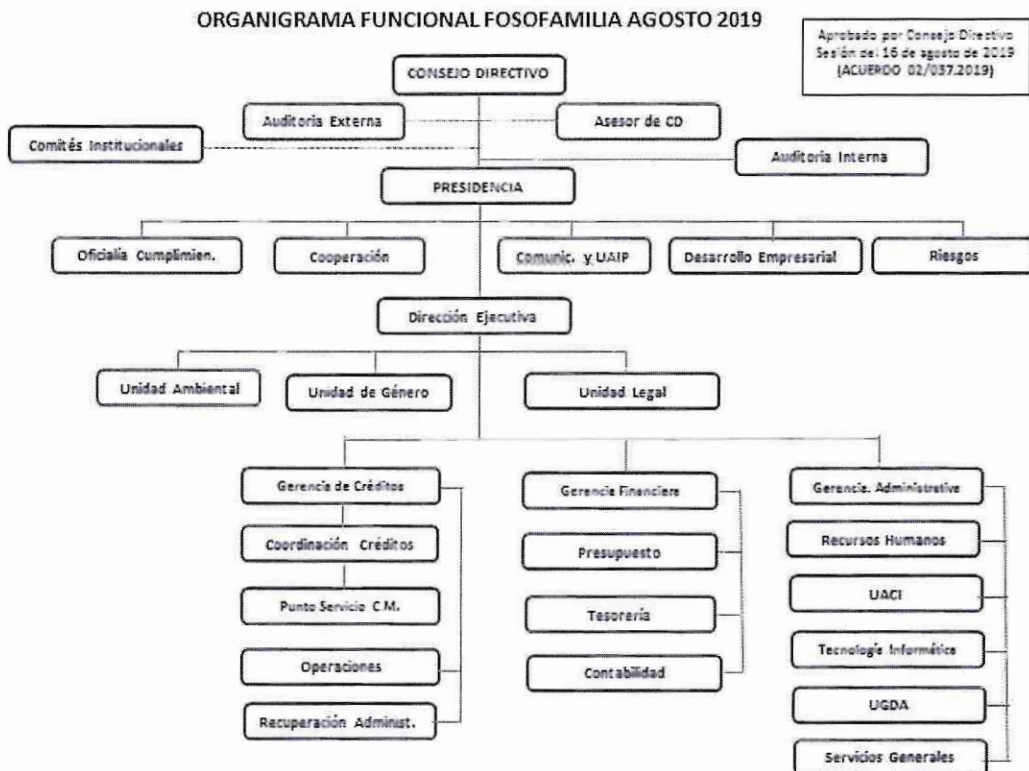 ORGANIGRAMA FUNCIONAL FOSOFAMILIA AGOSTO 2019
Aprobado por Consejo Directivo
Sesión del 16 de agosto de 2019
(ACUERDO 02/037.2019)
CONSEJO DIRECTIVO
Auditoria Externa
Asesor de CD
Comités Institucionales
Auditoria Interna
PRESIDENCIA
Oficialía Cumplimien.
Cooperación
Comunic. y UAIP
Desarrollo Empresarial
Riesgos
Dirección Ejecutiva
Unidad Ambiental
Unidad de Género
Unidad Legal
Gerencia de Créditos
Gerencia Financiera
Gerencia. Administrativa
Coordinación Créditos
Presupuesto
Recursos Humanos
Punto Servicio C.M.
Tesorería
UACI
Operaciones
Contabilidad
Tecnología Informática
Recuperación Administ.
UGDA
Servicios Generales